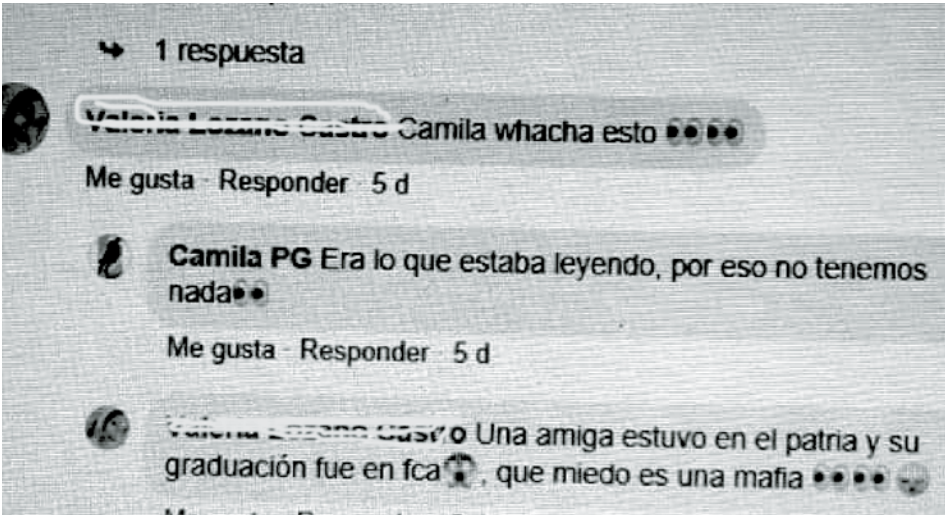 1 respuesta
Camila whacha esto 👀👀
Me gusta · Responder · 5 d
Camila PG Era lo que estaba leyendo, por eso no tenemos
nada👀
Me gusta · Responder · 5 d
Una amiga estuvo en el patria y su
graduación fue en fca😱, que miedo es una mafia 👀👀